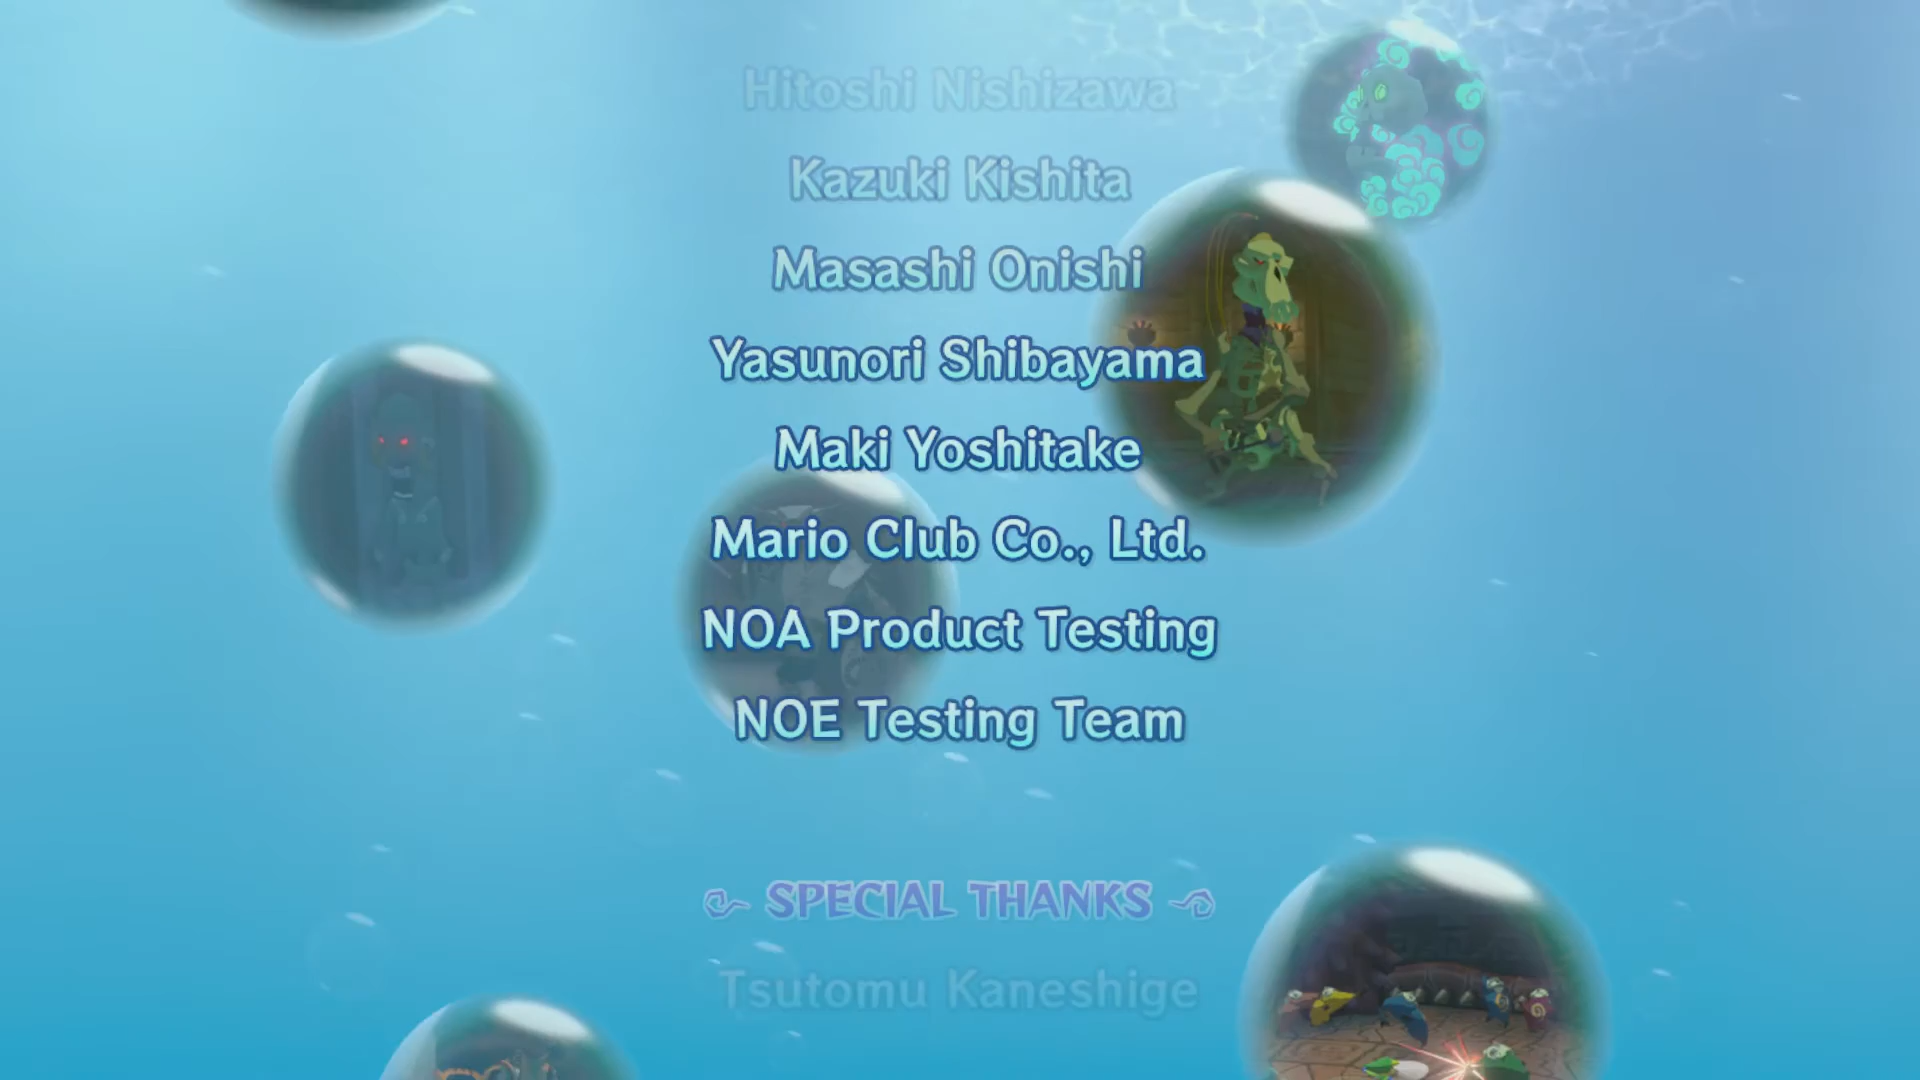 Hitoshi Nishizawa
Kazuki Kishita
Masashi Onishi
Yasunori Shibayama
Maki Yoshitake
Mario Club Co., Ltd.
NOA Product Testing
NOE Testing Team
SPECIAL THANKS
Tsutomu Kaneshige